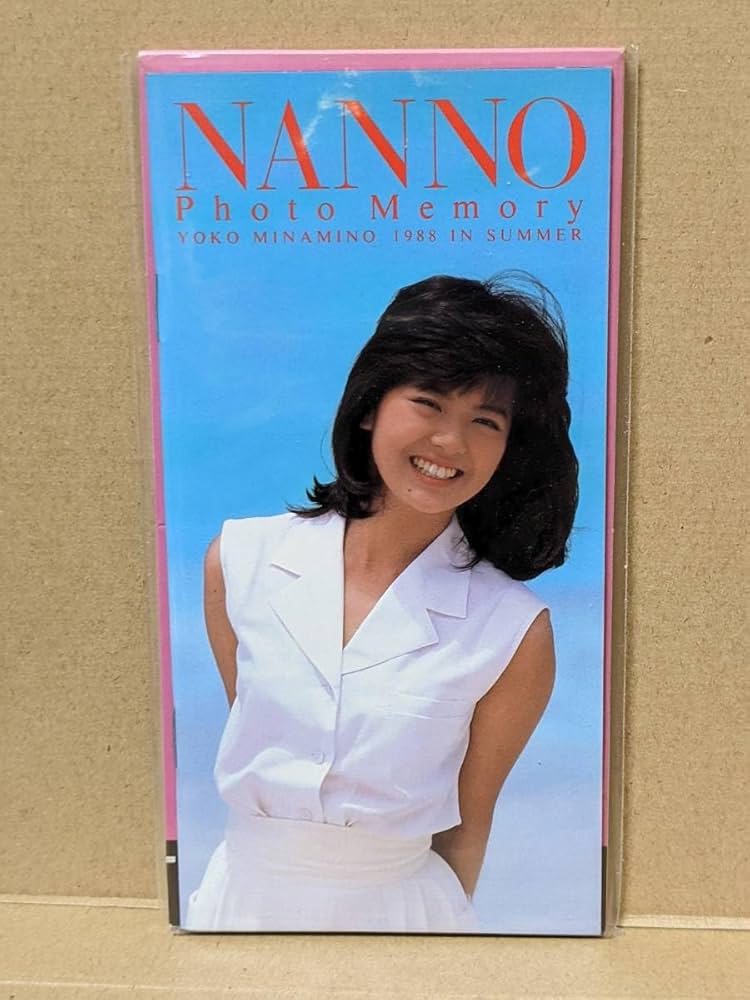 NANNO
Photo Memory
YOKO MINAMINO 1988 IN SUMMER